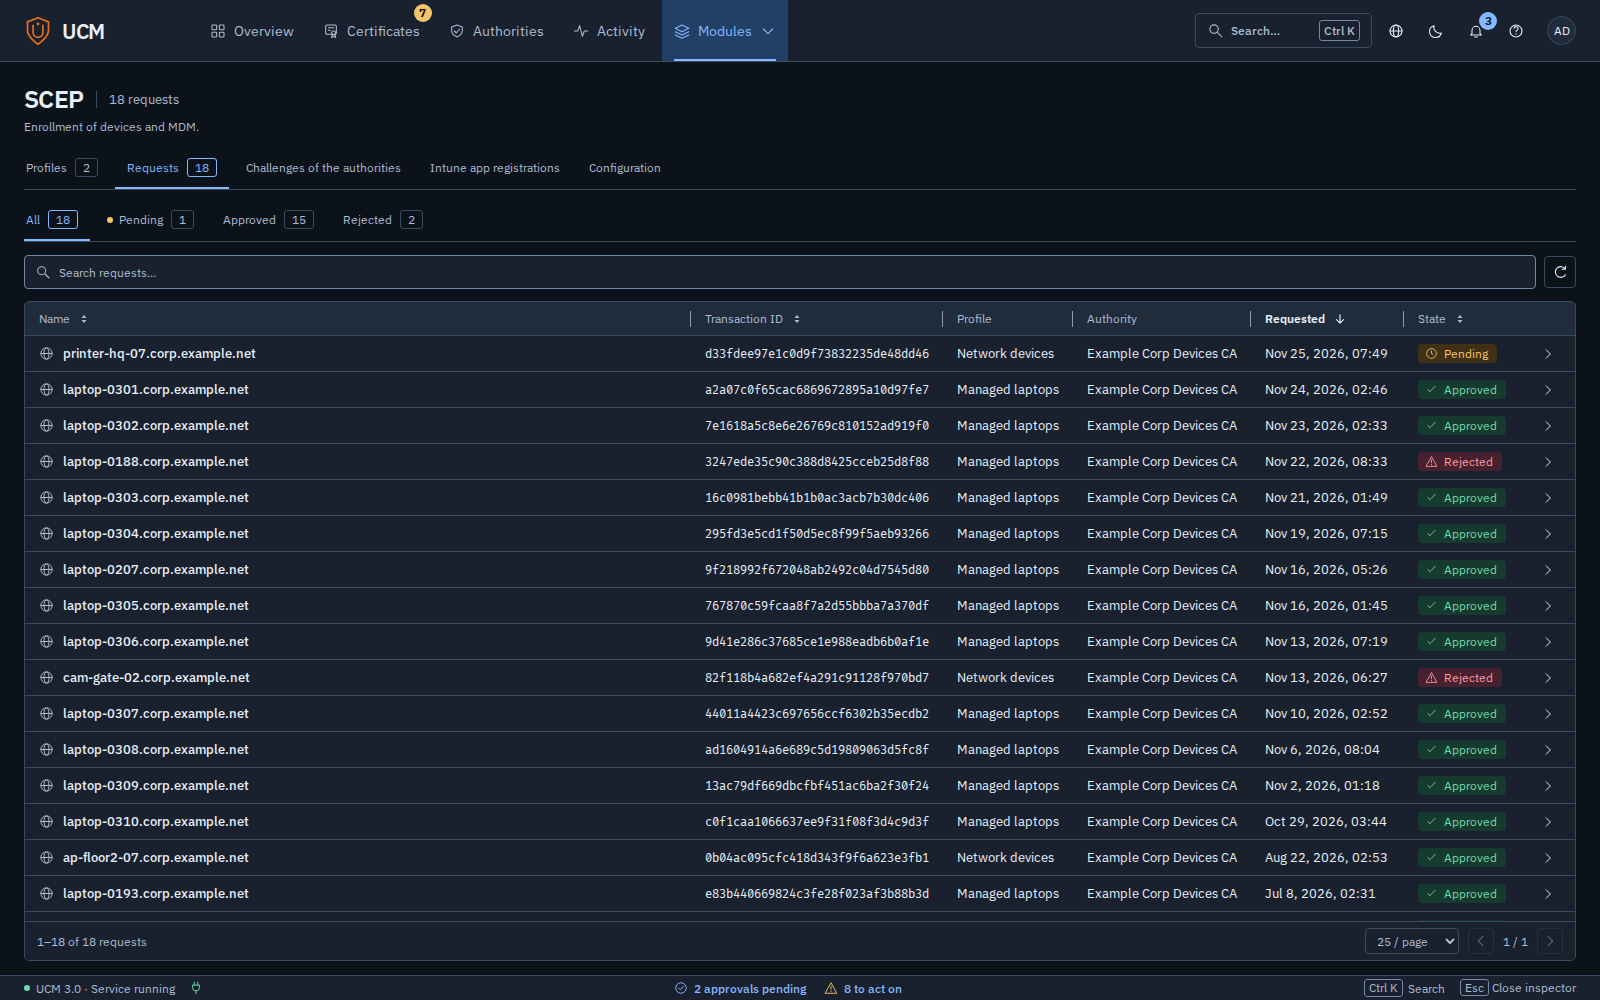 UCM
Overview
Certificates 7
Authorities
Activity
Modules
Search... Ctrl K
3
AD
SCEP 18 requests
Enrollment of devices and MDM.
Profiles 2 Requests 18 Challenges of the authorities Intune app registrations Configuration
All 18 Pending 1 Approved 15 Rejected 2
Search requests...
Name Transaction ID Profile Authority Requested State
printer-hq-07.corp.example.net d33fdee97e1c0d9f73832235de48dd46 Network devices Example Corp Devices CA Nov 25, 2026, 07:49 Pending
laptop-0301.corp.example.net a2a07c0f65cac6869672895a10d97fe7 Managed laptops Example Corp Devices CA Nov 24, 2026, 02:46 Approved
laptop-0302.corp.example.net 7e1618a5c8e6e26769c810152ad919f0 Managed laptops Example Corp Devices CA Nov 23, 2026, 02:33 Approved
laptop-0188.corp.example.net 3247ede35c90c388d8425cceb25d8f88 Managed laptops Example Corp Devices CA Nov 22, 2026, 08:33 Rejected
laptop-0303.corp.example.net 16c0981bebb41b1b0ac3acb7b30dc406 Managed laptops Example Corp Devices CA Nov 21, 2026, 01:49 Approved
laptop-0304.corp.example.net 295fd3e5cd1f50d5ec8f99f5aeb93266 Managed laptops Example Corp Devices CA Nov 19, 2026, 07:15 Approved
laptop-0207.corp.example.net 9f218992f672048ab2492c04d7545d80 Managed laptops Example Corp Devices CA Nov 16, 2026, 05:26 Approved
laptop-0305.corp.example.net 767870c59fcaa8f7a2d55bbba7a370df Managed laptops Example Corp Devices CA Nov 16, 2026, 01:45 Approved
laptop-0306.corp.example.net 9d41e286c37685ce1e988eadb6b0af1e Managed laptops Example Corp Devices CA Nov 13, 2026, 07:19 Approved
cam-gate-02.corp.example.net 82f118b4a682ef4a291c91128f970bd7 Network devices Example Corp Devices CA Nov 13, 2026, 06:27 Rejected
laptop-0307.corp.example.net 44011a4423c697656ccf6302b35ecdb2 Managed laptops Example Corp Devices CA Nov 10, 2026, 02:52 Approved
laptop-0308.corp.example.net ad1604914a6e689c5d19809063d5fc8f Managed laptops Example Corp Devices CA Nov 6, 2026, 08:04 Approved
laptop-0309.corp.example.net 13ac79df669dbcfbf451ac6ba2f30f24 Managed laptops Example Corp Devices CA Nov 2, 2026, 01:18 Approved
laptop-0310.corp.example.net c0f1caa1066637ee9f31f08f3d4c9d3f Managed laptops Example Corp Devices CA Oct 29, 2026, 03:44 Approved
ap-floor2-07.corp.example.net 0b04ac095cfc418d343f9f6a623e3fb1 Network devices Example Corp Devices CA Aug 22, 2026, 02:53 Approved
laptop-0193.corp.example.net e83b440669824c3fe28f023af3b88b3d Managed laptops Example Corp Devices CA Jul 8, 2026, 02:31 Approved
1–18 of 18 requests 25 / page 1 / 1
UCM 3.0 · Service running 2 approvals pending 8 to act on Ctrl K Search Esc Close inspector